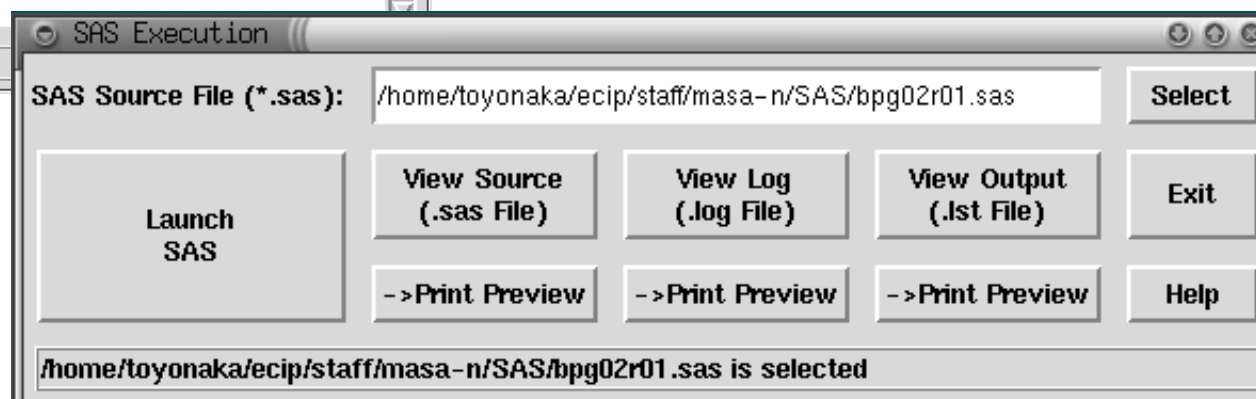 SAS Execution
SAS Source File (*.sas): /home/toyonaka/ecip/staff/masa-n/SAS/bpg02r01.sas Select
Launch
SAS
View Source
(.sas File)
View Log
(.log File)
View Output
(.lst File)
Exit
->Print Preview ->Print Preview ->Print Preview Help
/home/toyonaka/ecip/staff/masa-n/SAS/bpg02r01.sas is selected